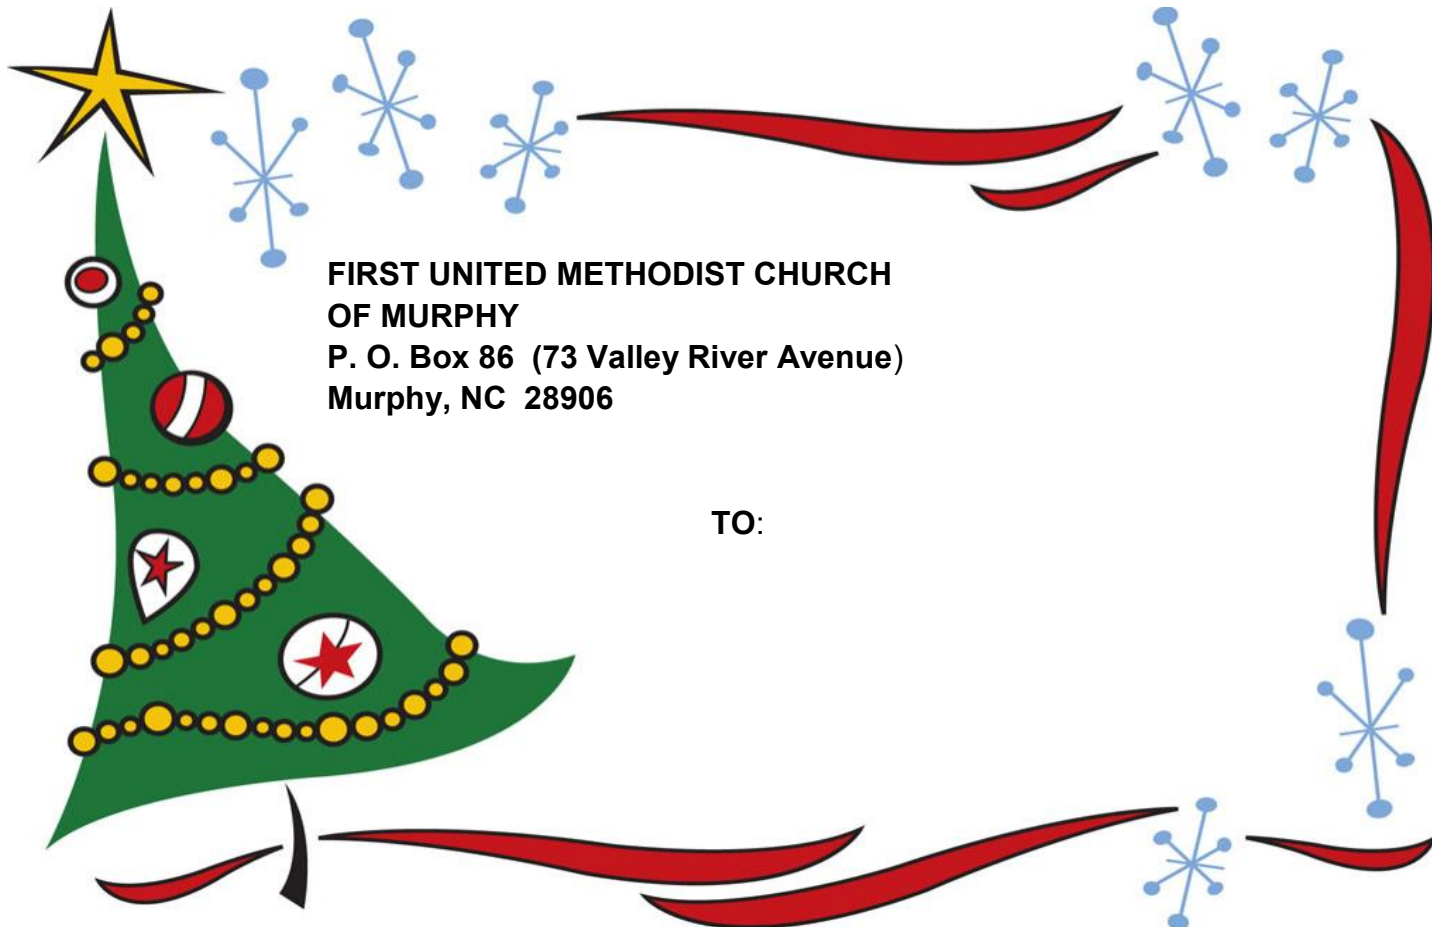 FIRST UNITED METHODIST CHURCH
OF MURPHY
P. O. Box 86  (73 Valley River Avenue)
Murphy, NC  28906
TO: